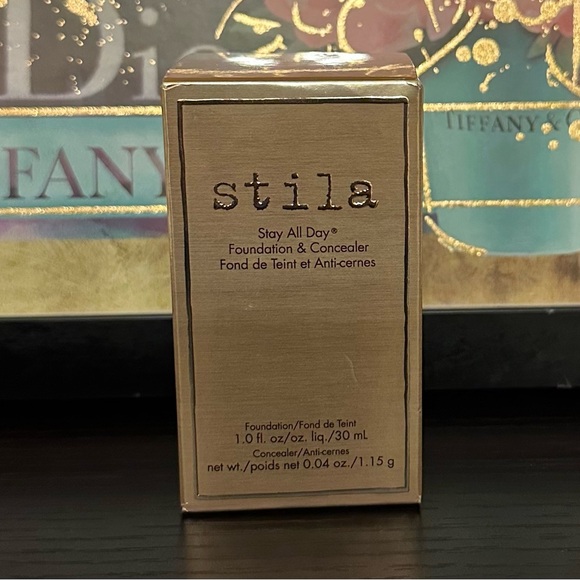 Di
FANY
TIFFANY & C
stila
Stay All Day®
Foundation & Concealer
Fond de Teint et Anti-cernes
Foundation/Fond de Teint
1.0 fl. oz/oz. liq./30 mL
Concealer/Anti-cernes
net wt./poids net 0.04 oz./1.15 g